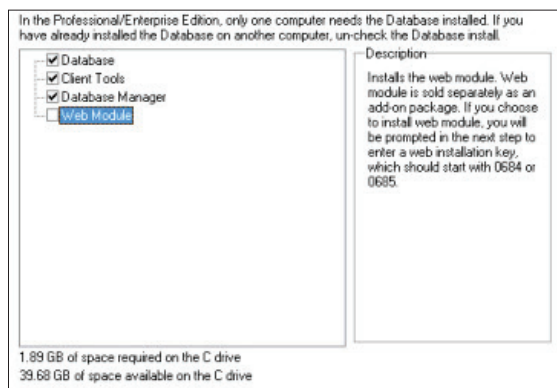 In the Professional/Enterprise Edition, only one computer needs the Database installed. If you
have already installed the Database on another computer, un-check the Database install.
Database
Client Tools
Database Manager
Web Module
Description
Installs the web module. Web
module is sold separately as an
add-on package. If you choose
to install web module, you will
be prompted in the next step to
enter a web installation key,
which should start with 0684 or
0685.
1.89 GB of space required on the C drive
39.68 GB of space available on the C drive